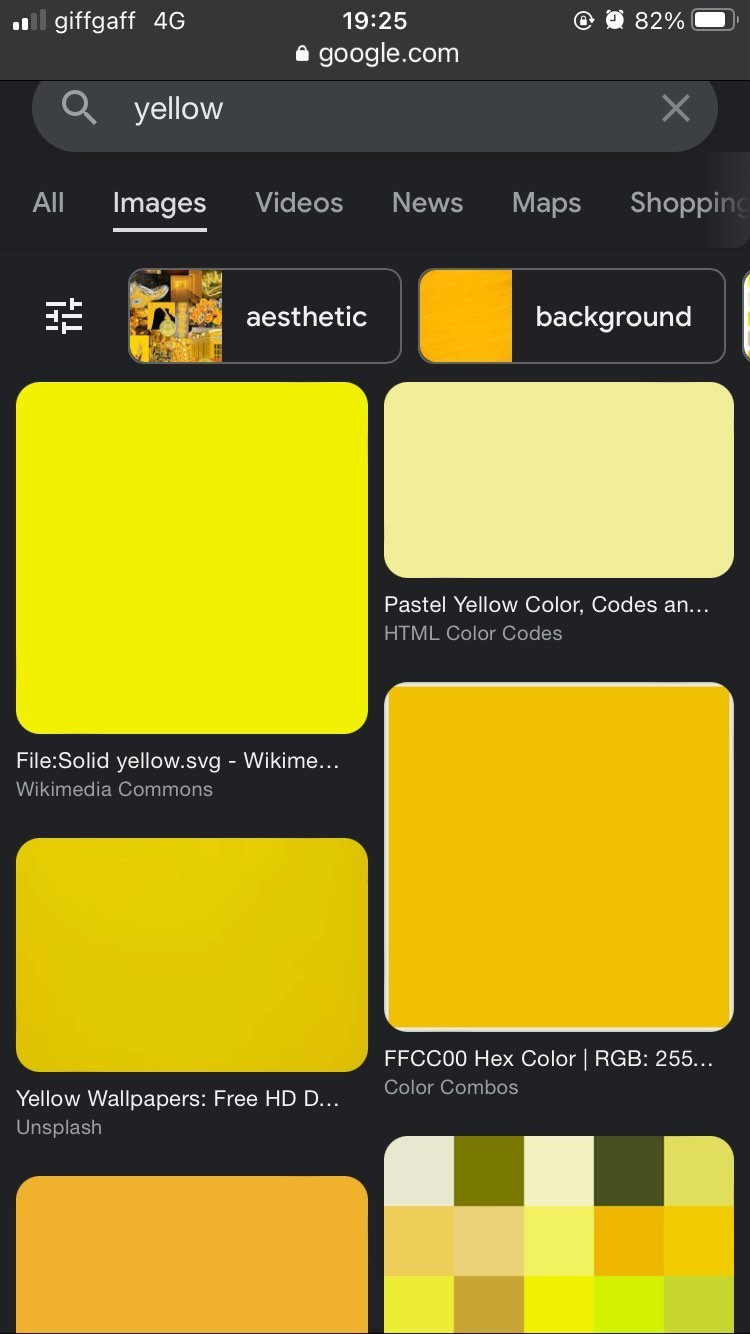 giffgaff 4G 19:25 82%
google.com
yellow
All Images Videos News Maps Shopping
aesthetic background
Pastel Yellow Color, Codes an...
HTML Color Codes
File:Solid yellow.svg - Wikime...
Wikimedia Commons
FFCC00 Hex Color | RGB: 255...
Color Combos
Yellow Wallpapers: Free HD D...
Unsplash